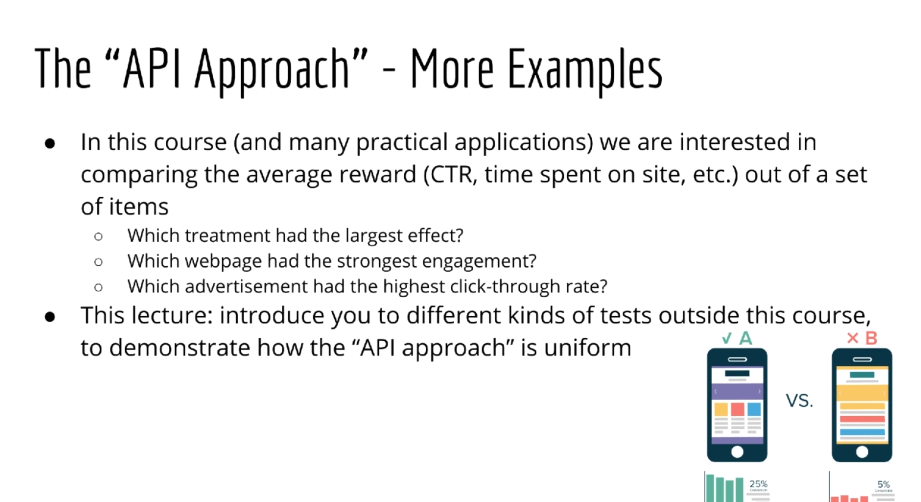 The “API Approach” - More Examples
● In this course (and many practical applications) we are interested in
comparing the average reward (CTR, time spent on site, etc.) out of a set
of items
○ Which treatment had the largest effect?
○ Which webpage had the strongest engagement?
○ Which advertisement had the highest click-through rate?
● This lecture: introduce you to different kinds of tests outside this course,
to demonstrate how the “API approach” is uniform
✓ A
× B
VS.
25%
5%